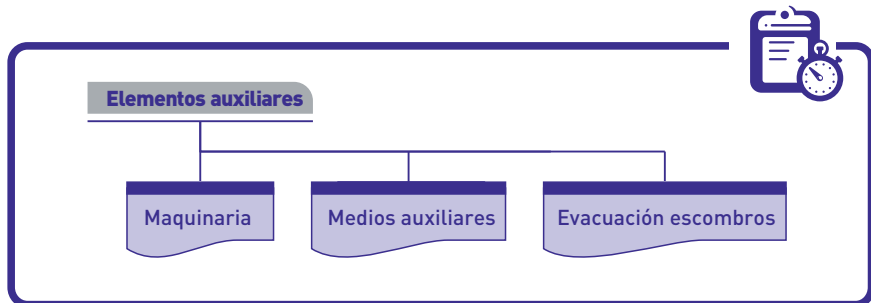 Elementos auxiliares
Maquinaria
Medios auxiliares
Evacuación escombros